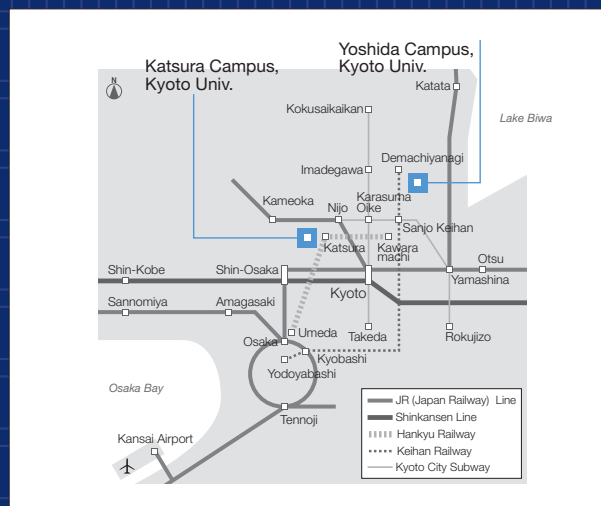 Yoshida Campus,
Kyoto Univ.
Katsura Campus,
Kyoto Univ.
N
Katata
Lake Biwa
Kokusaikaikan
Demachiyanagi
Imadegawa
Kameoka
Karasuma
Oike
Nijo
Sanjo Keihan
Katsura
Kawara
machi
Otsu
Shin-Kobe
Shin-Osaka
Yamashina
Kyoto
Sannomiya
Amagasaki
Umeda
Takeda
Rokujizo
Osaka
Kyobashi
Yodoyabashi
Osaka Bay
Tennoji
Kansai Airport
JR (Japan Railway) Line
Shinkansen Line
Hankyu Railway
Keihan Railway
Kyoto City Subway